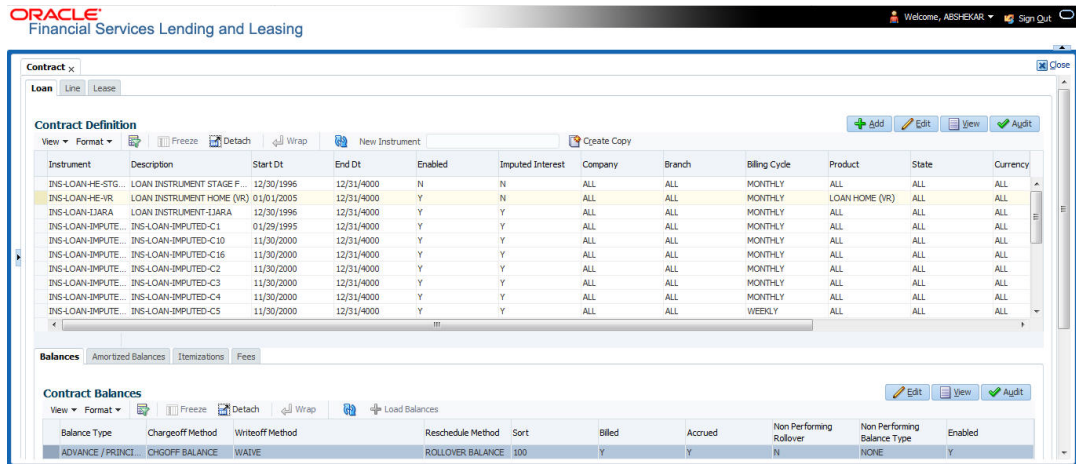 ORACLE®
Financial Services Lending and Leasing
Welcome, ABSHEKAR Sign Out
Contract x
Close
Loan Line Lease
Contract Definition
Add Edit View Audit
View Format Freeze Detach Wrap New Instrument Create Copy
Instrument Description Start Dt End Dt Enabled Imputed Interest Company Branch Billing Cycle Product State Currency
INS-LOAN-HE-STG... LOAN INSTRUMENT STAGE F... 12/30/1996 12/31/4000 N N ALL ALL MONTHLY ALL ALL ALL
INS-LOAN-HE-VR LOAN INSTRUMENT HOME (VR) 01/01/2005 12/31/4000 Y N ALL ALL MONTHLY LOAN HOME (VR) ALL ALL
INS-LOAN-IJARA LOAN INSTRUMENT-IJARA 12/30/1996 12/31/4000 Y Y ALL ALL MONTHLY ALL ALL ALL
INS-LOAN-IMPUTE... INS-LOAN-IMPUTED-C1 01/29/1995 12/31/4000 Y Y ALL ALL MONTHLY ALL ALL ALL
INS-LOAN-IMPUTE... INS-LOAN-IMPUTED-C10 11/30/2000 12/31/4000 Y Y ALL ALL MONTHLY ALL ALL ALL
INS-LOAN-IMPUTE... INS-LOAN-IMPUTED-C16 11/30/2000 12/31/4000 Y Y ALL ALL MONTHLY ALL ALL ALL
INS-LOAN-IMPUTE... INS-LOAN-IMPUTED-C2 11/30/2000 12/31/4000 Y Y ALL ALL MONTHLY ALL ALL ALL
INS-LOAN-IMPUTE... INS-LOAN-IMPUTED-C3 11/30/2000 12/31/4000 Y Y ALL ALL MONTHLY ALL ALL ALL
INS-LOAN-IMPUTE... INS-LOAN-IMPUTED-C4 11/30/2000 12/31/4000 Y Y ALL ALL MONTHLY ALL ALL ALL
INS-LOAN-IMPUTE... INS-LOAN-IMPUTED-C5 11/30/2000 12/31/4000 Y Y ALL ALL WEEKLY ALL ALL ALL
Balances Amortized Balances Itemizations Fees
Contract Balances
Edit View Audit
View Format Freeze Detach Wrap Load Balances
Balance Type Chargeoff Method Writeoff Method Reschedule Method Sort Billed Accrued Non Performing Rollover Non Performing Balance Type Enabled
ADVANCE / PRINCI... CHGOFF BALANCE WAIVE ROLLOVER BALANCE 100 Y Y N NONE Y